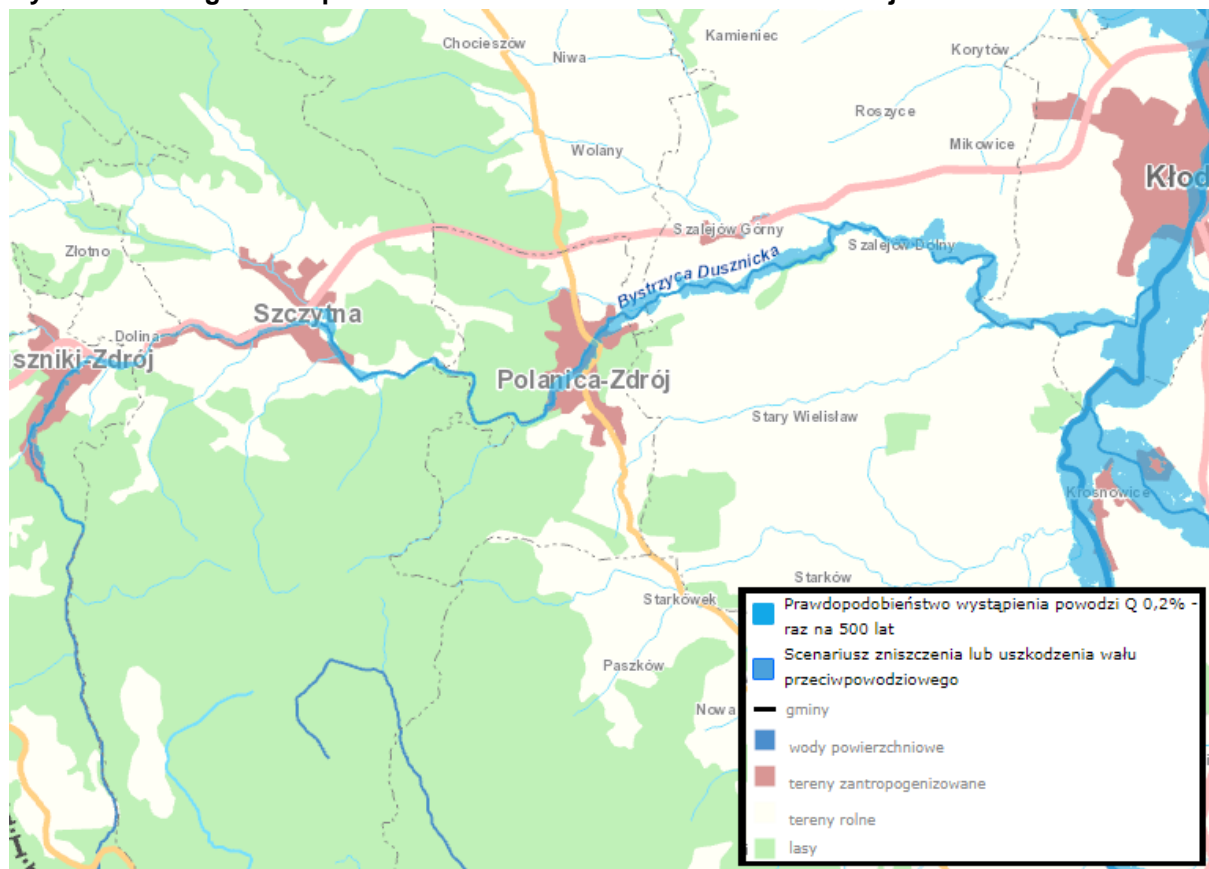 Chocieszów
Niwa
Kamieniec
Korytów
Roszyce
Wolany
Mikowice
Kłod
Złotno
Szalejów Górny
Szalejów Dolny
Bystrzyca Dusznicka
Szczytna
Dolina
szniki-Zdrój
Polanica-Zdrój
Stary Wielisław
Kłosnowice
Starków
Starkówek
Paszków
Nowa
Prawdopodobieństwo wystąpienia powodzi Q 0,2% -
raz na 500 lat
Scenariusz zniszczenia lub uszkodzenia wału
przeciwpowodziowego
gminy
wody powierzchniowe
tereny zantropogenizowane
tereny rolne
lasy